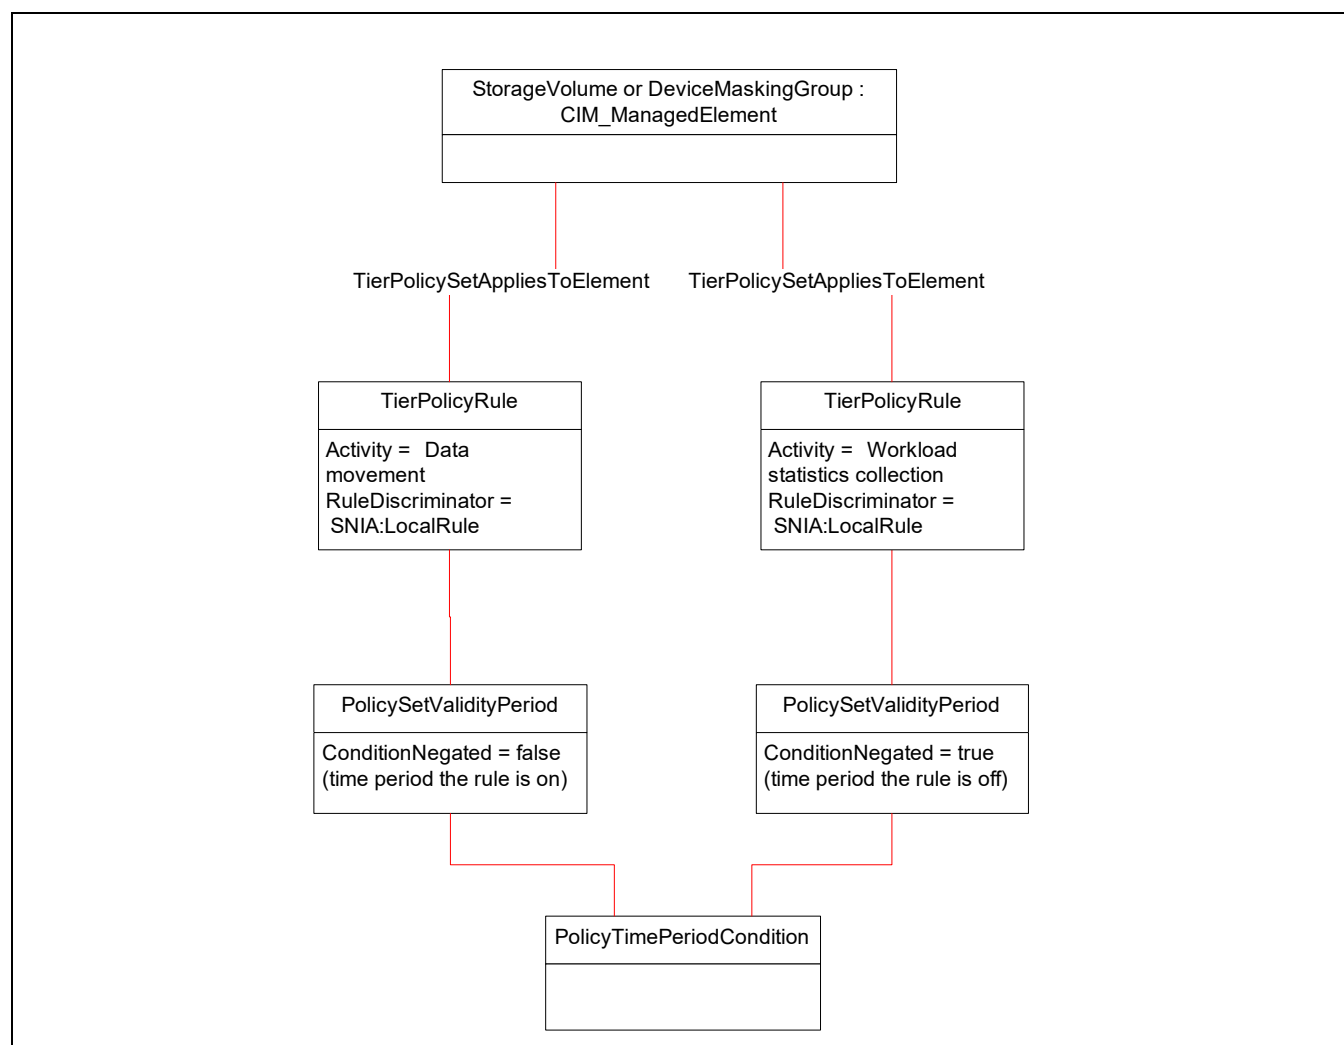 StorageVolume or DeviceMaskingGroup :
CIM_ManagedElement
TierPolicySetAppliesToElement
TierPolicySetAppliesToElement
TierPolicyRule
Activity = Data
movement
RuleDiscriminator =
SNIA:LocalRule
TierPolicyRule
Activity = Workload
statistics collection
RuleDiscriminator =
SNIA:LocalRule
PolicySetValidityPeriod
ConditionNegated = false
(time period the rule is on)
PolicySetValidityPeriod
ConditionNegated = true
(time period the rule is off)
PolicyTimePeriodCondition